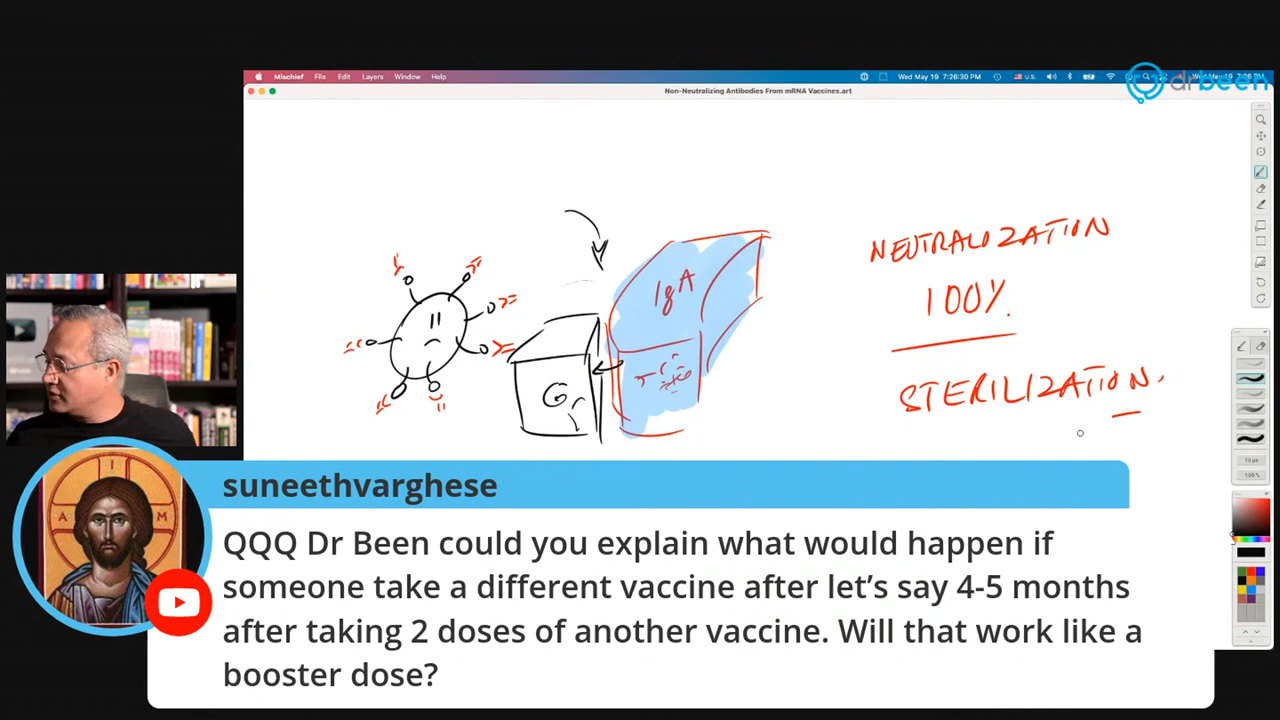 Mischief File Edit Layers Window Help
U.S. Wed May 19 7:26:30 PM
drbeen
Non-Neutralizing Antibodies From mRNA Vaccines.art
NEUTRALIZATION
IgA
100%
G
STERILIZATION.
suneethvarghese
QQQ Dr Been could you explain what would happen if
someone take a different vaccine after let’s say 4-5 months
after taking 2 doses of another vaccine. Will that work like a
booster dose?
I
A M